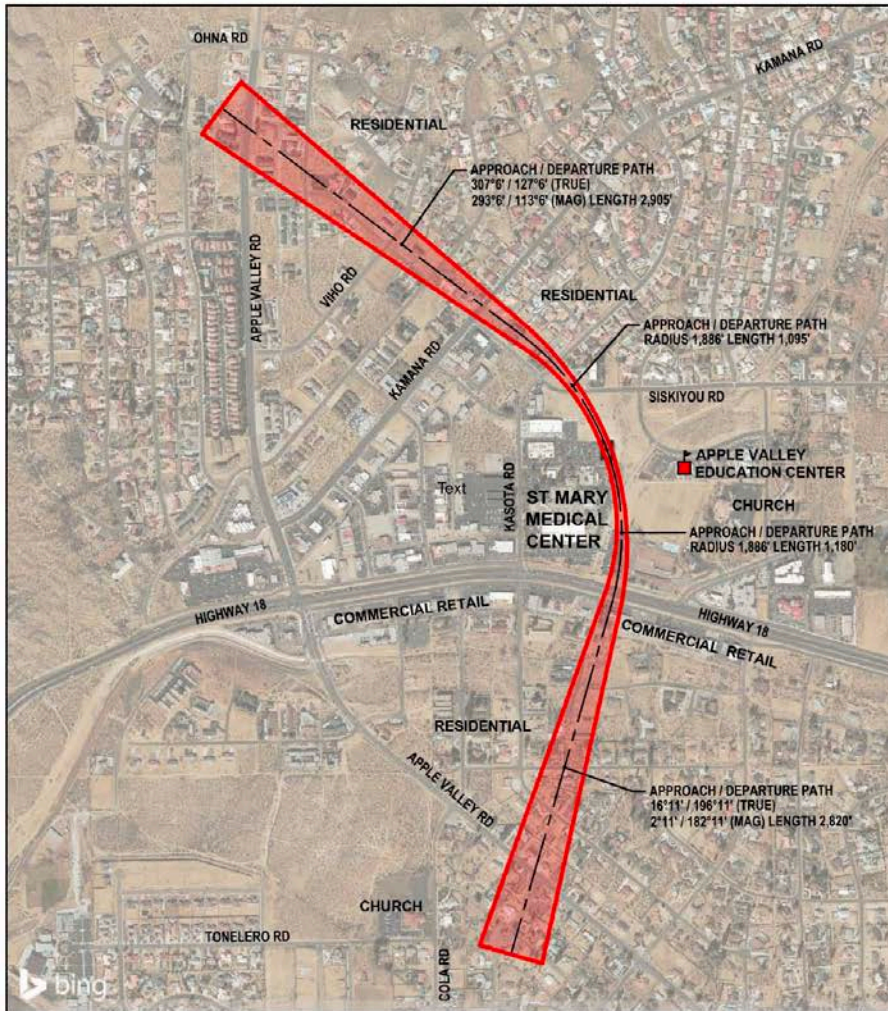 OHNA RD
KAMANA RD
RESIDENTIAL
APPROACH / DEPARTURE PATH
307°6' / 127°6' (TRUE)
293°6' / 113°6' (MAG) LENGTH 2,905'
APPLE VALLEY RD
VIHO RD
RESIDENTIAL
KAMANA RD
APPROACH / DEPARTURE PATH
RADIUS 1,886' LENGTH 1,095'
SISKIYOU RD
APPLE VALLEY
EDUCATION CENTER
Text
KASOTA RD
ST MARY
MEDICAL
CENTER
CHURCH
APPROACH / DEPARTURE PATH
RADIUS 1,886' LENGTH 1,180'
HIGHWAY 18
COMMERCIAL RETAIL
HIGHWAY 18
COMMERCIAL RETAIL
RESIDENTIAL
APPLE VALLEY RD
APPROACH / DEPARTURE PATH
16°11' / 196°11' (TRUE)
2°11' / 182°11' (MAG) LENGTH 2,820'
CHURCH
TONELERO RD
COLA RD
bing